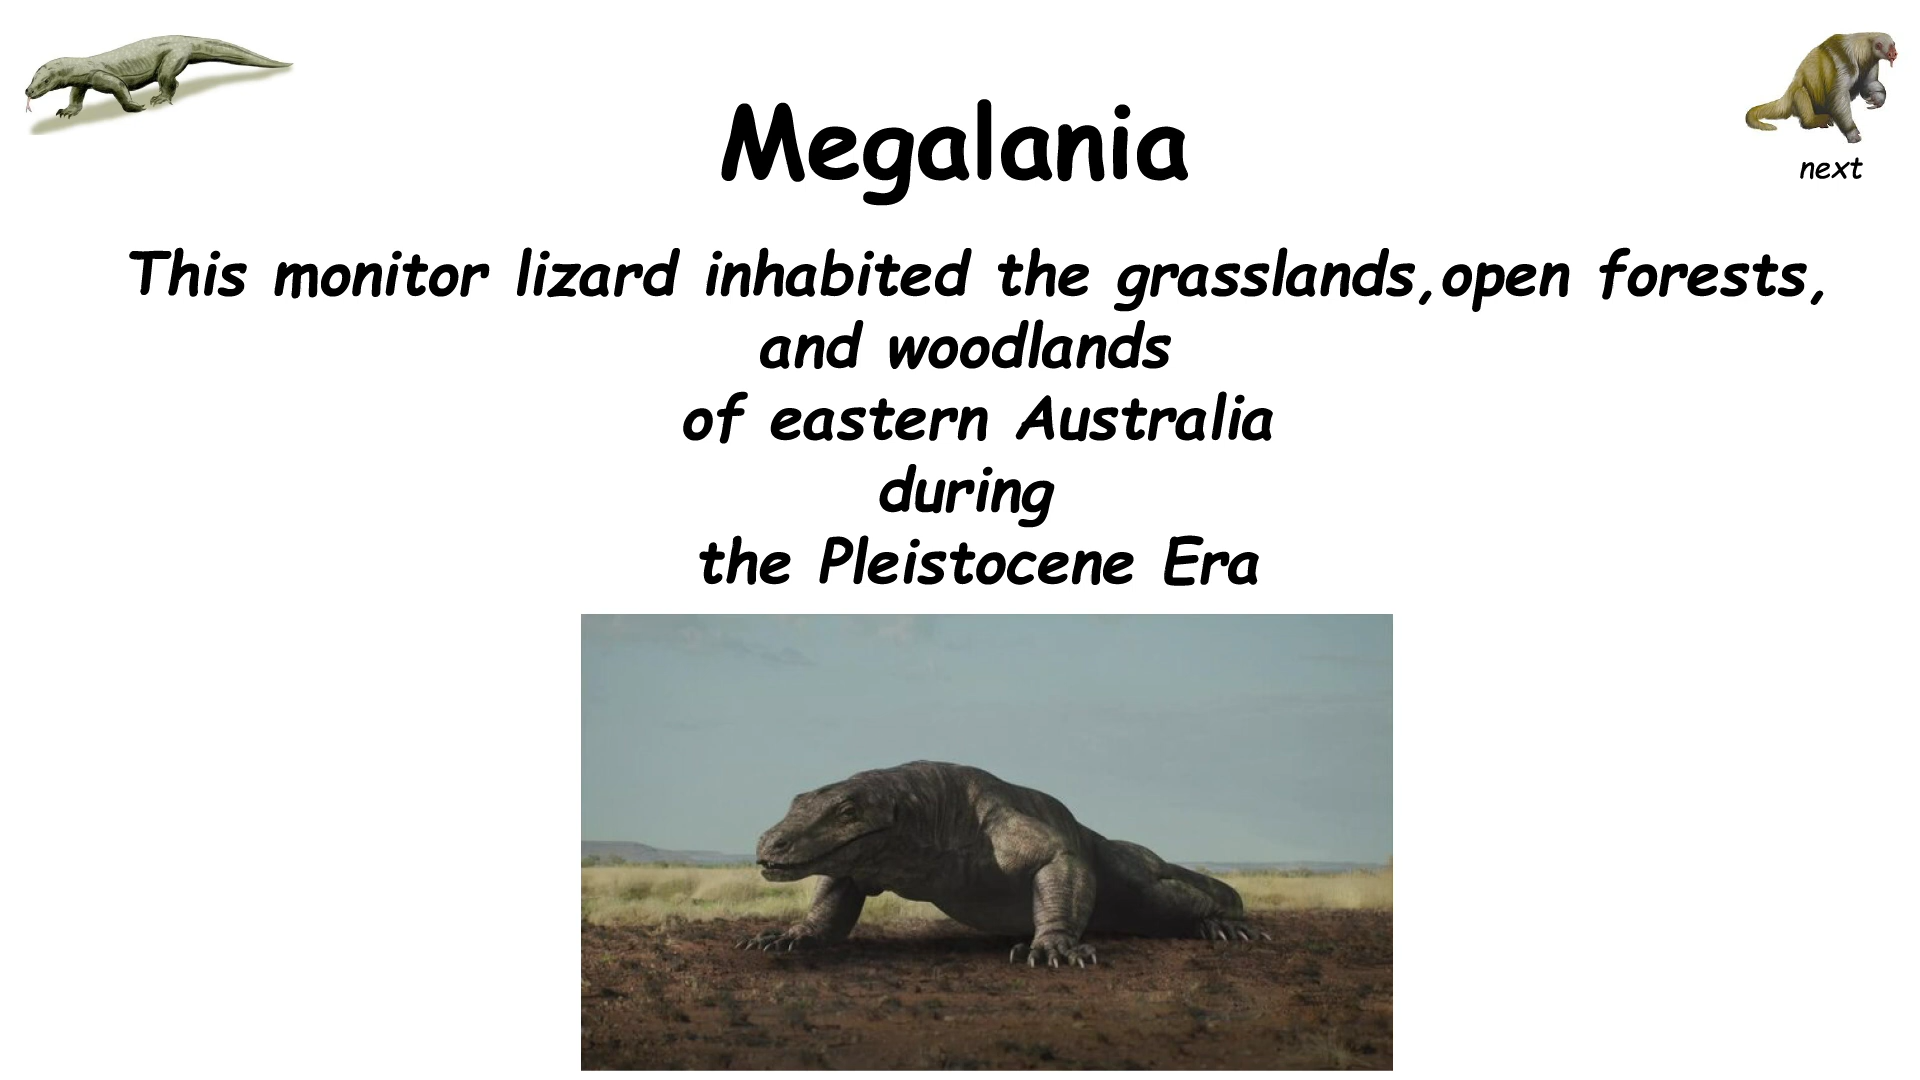 Megalania
next
This monitor lizard inhabited the grasslands,open forests,
and woodlands
of eastern Australia
during
the Pleistocene Era